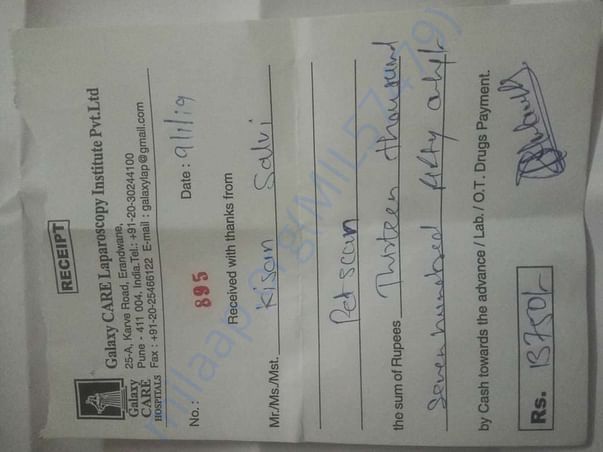 RECEIPT
Galaxy
CARE
HOSPITALS
Galaxy CARE Laparoscopy Institute Pvt.Ltd
25-A, Karve Road, Erandwane,
Pune - 411 004. India.Tel.: +91-20-30244100
Fax : +91-20-25466122 E-mail : galaxylap@gmail.com
No. : 895 Date : 9/1/19
Received with thanks from
Mr./Ms./Mst. Kisan Salvi
Pet scan
the sum of Rupees Thirteen thousand
Seven hundred fifty only
by Cash towards the advance / Lab. / O.T. Drugs Payment.
Rs. 13750/-
milaap.org(MIL57479)